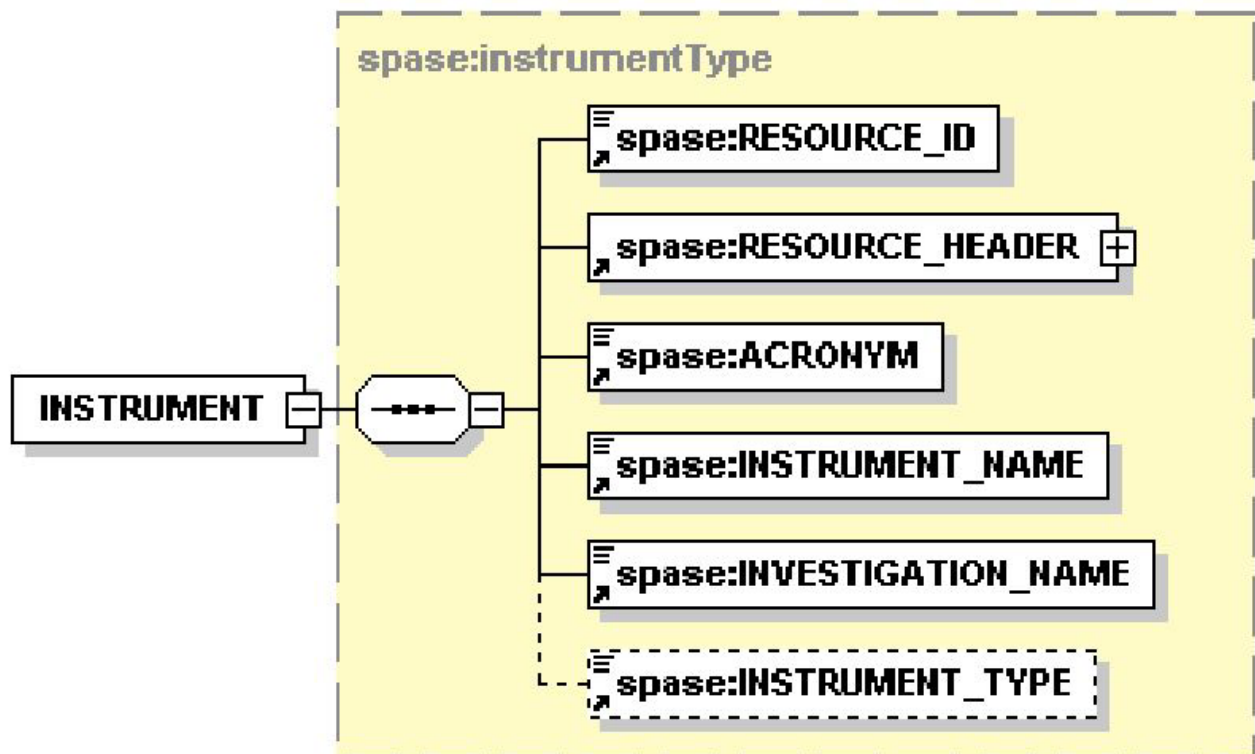 spase:instrumentType
spase:RESOURCE_ID
spase:RESOURCE_HEADER
spase:ACRONYM
INSTRUMENT
spase:INSTRUMENT_NAME
spase:INVESTIGATION_NAME
spase:INSTRUMENT_TYPE